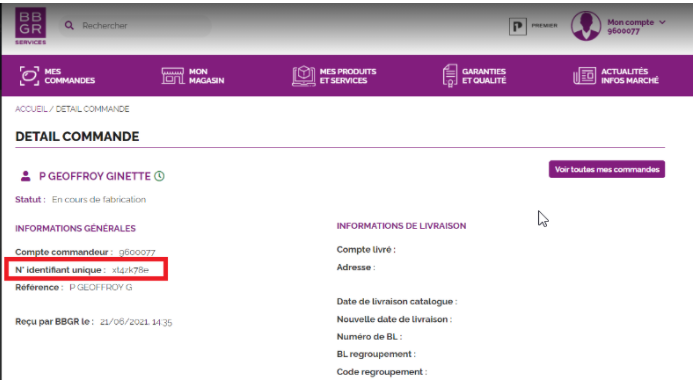 BB
GR
SERVICES
Rechercher
P PREMIER
Mon compte
9600077
MES
COMMANDES
MON
MAGASIN
MES PRODUITS
ET SERVICES
GARANTIES
ET QUALITÉ
ACTUALITÉS
INFOS MARCHÉ
ACCUEIL / DETAIL COMMANDE
DETAIL COMMANDE
P GEOFFROY GINETTE
Voir toutes mes commandes
Statut : En cours de fabrication
INFORMATIONS GÉNÉRALES
Compte commandeur : 9600077
N° identifiant unique : xt4rk78e
Référence : P GEOFFROY G
Reçu par BBGR le : 21/06/2021, 14:35
INFORMATIONS DE LIVRAISON
Compte livré :
Adresse :
Date de livraison catalogue :
Nouvelle date de livraison :
Numéro de BL :
BL regroupement :
Code regroupement :